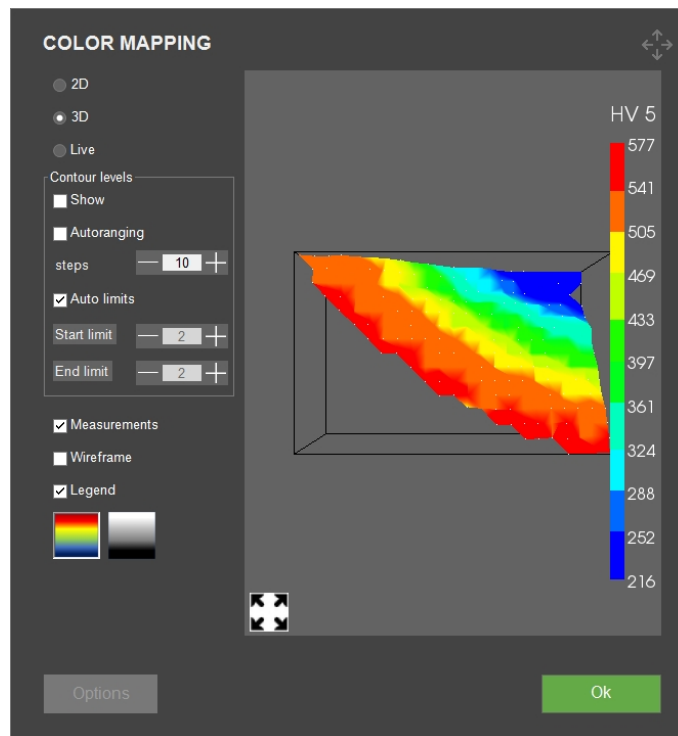 COLOR MAPPING
2D
3D
Live
Contour levels
Show
Autoranging
steps 10
Auto limits
Start limit 2
End limit 2
Measurements
Wireframe
Legend
HV 5
577
541
505
469
433
397
361
324
288
252
216
Options
Ok